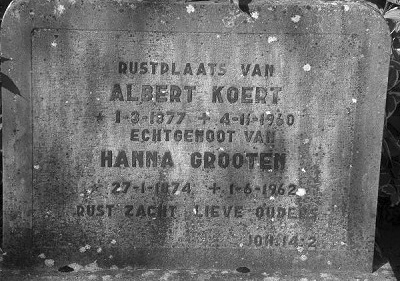 RUSTPLAATS VAN
ALBERT KOERT
* 1-3-1877 + 4-11-1960
ECHTGENOOT VAN
HANNA GROOTEN
* 27-1-1874 + 1-6-1962
RUST ZACHT LIEVE OUDERS
JOH. 14:2